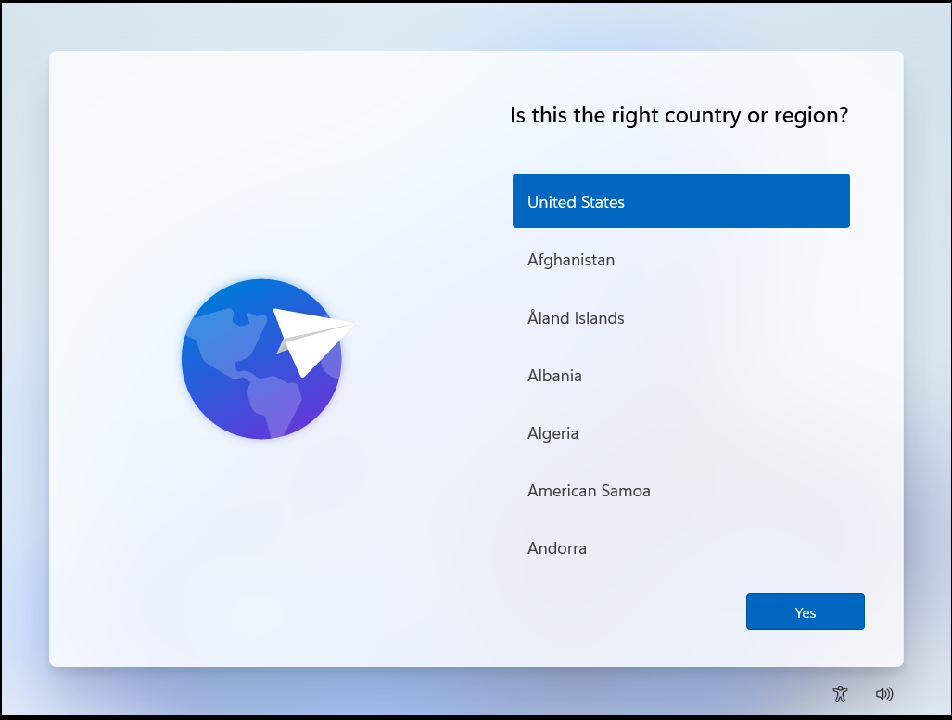 Is this the right country or region?
United States
Afghanistan
Åland Islands
Albania
Algeria
American Samoa
Andorra
Yes